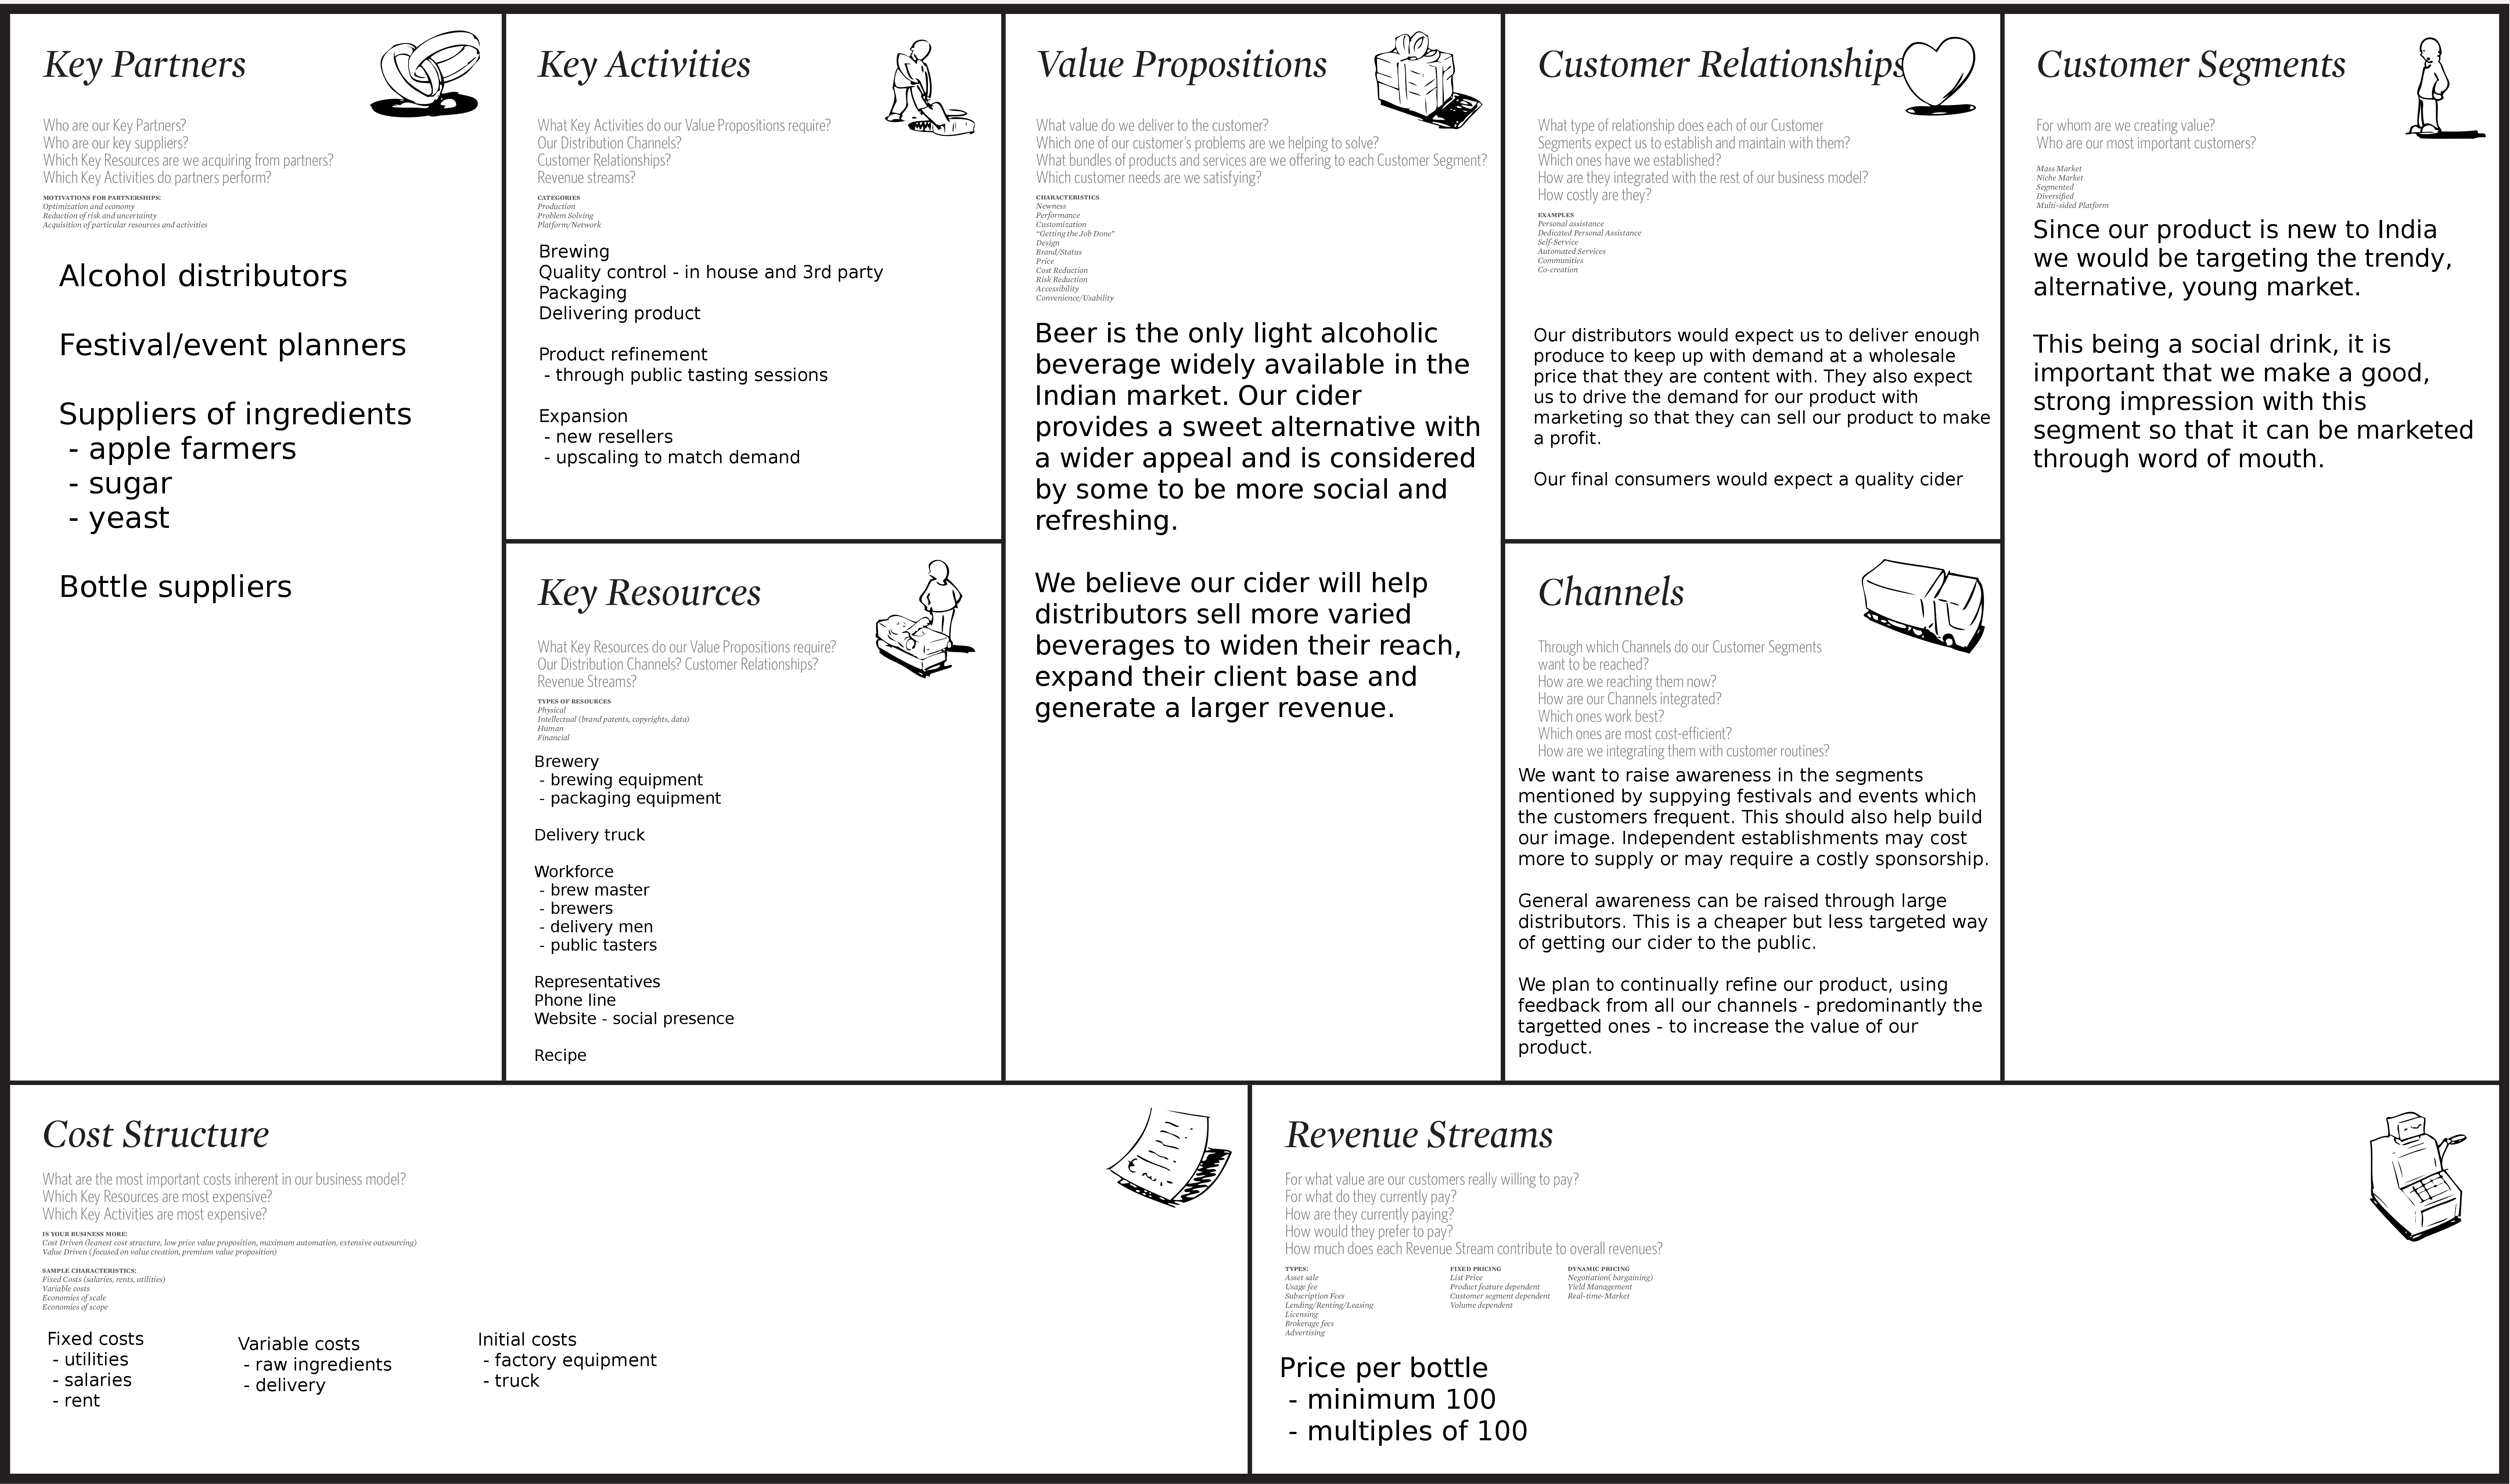 Key Partners
Who are our Key Partners?
Who are our key suppliers?
Which Key Resources are we acquiring from partners?
Which Key Activities do partners perform?
MOTIVATIONS FOR PARTNERSHIPS:
Optimization and economy
Reduction of risk and uncertainty
Acquisition of particular resources and activities
Alcohol distributors
Festival/event planners
Suppliers of ingredients
- apple farmers
- sugar
- yeast
Bottle suppliers
Key Activities
What Key Activities do our Value Propositions require?
Our Distribution Channels?
Customer Relationships?
Revenue streams?
CATEGORIES
Production
Problem Solving
Platform/Network
Brewing
Quality control - in house and 3rd party
Packaging
Delivering product
Product refinement
- through public tasting sessions
Expansion
- new resellers
- upscaling to match demand
Key Resources
What Key Resources do our Value Propositions require?
Our Distribution Channels? Customer Relationships?
Revenue Streams?
TYPES OF RESOURCES
Physical
Intellectual (brand patents, copyrights, data)
Human
Financial
Brewery
- brewing equipment
- packaging equipment
Delivery truck
Workforce
- brew master
- brewers
- delivery men
- public tasters
Representatives
Phone line
Website - social presence
Recipe
Value Propositions
What value do we deliver to the customer?
Which one of our customer's problems are we helping to solve?
What bundles of products and services are we offering to each Customer Segment?
Which customer needs are we satisfying?
CHARACTERISTICS
Newness
Performance
Customization
"Getting the Job Done"
Design
Brand/Status
Price
Cost Reduction
Risk Reduction
Accessibility
Convenience/Usability
Beer is the only light alcoholic
beverage widely available in the
Indian market. Our cider
provides a sweet alternative with
a wider appeal and is considered
by some to be more social and
refreshing.
We believe our cider will help
distributors sell more varied
beverages to widen their reach,
expand their client base and
generate a larger revenue.
Customer Relationships
What type of relationship does each of our Customer
Segments expect us to establish and maintain with them?
Which ones have we established?
How are they integrated with the rest of our business model?
How costly are they?
EXAMPLES
Personal assistance
Dedicated Personal Assistance
Self-Service
Automated Services
Communities
Co-creation
Our distributors would expect us to deliver enough
produce to keep up with demand at a wholesale
price that they are content with. They also expect
us to drive the demand for our product with
marketing so that they can sell our product to make
a profit.
Our final consumers would expect a quality cider
Channels
Through which Channels do our Customer Segments
want to be reached?
How are we reaching them now?
How are our Channels integrated?
Which ones work best?
Which ones are most cost-efficient?
How are we integrating them with customer routines?
We want to raise awareness in the segments
mentioned by suppying festivals and events which
the customers frequent. This should also help build
our image. Independent establishments may cost
more to supply or may require a costly sponsorship.
General awareness can be raised through large
distributors. This is a cheaper but less targeted way
of getting our cider to the public.
We plan to continually refine our product, using
feedback from all our channels - predominantly the
targetted ones - to increase the value of our
product.
Customer Segments
For whom are we creating value?
Who are our most important customers?
Mass Market
Niche Market
Segmented
Diversified
Multi-sided Platform
Since our product is new to India
we would be targeting the trendy,
alternative, young market.
This being a social drink, it is
important that we make a good,
strong impression with this
segment so that it can be marketed
through word of mouth.
Cost Structure
What are the most important costs inherent in our business model?
Which Key Resources are most expensive?
Which Key Activities are most expensive?
IS YOUR BUSINESS MORE:
Cost Driven (leanest cost structure, low price value proposition, maximum automation, extensive outsourcing)
Value Driven (focused on value creation, premium value proposition)
SAMPLE CHARACTERISTICS:
Fixed Costs (salaries, rents, utilities)
Variable costs
Economies of scale
Economies of scope
Fixed costs
- utilities
- salaries
- rent
Variable costs
- raw ingredients
- delivery
Initial costs
- factory equipment
- truck
Revenue Streams
For what value are our customers really willing to pay?
For what do they currently pay?
How are they currently paying?
How would they prefer to pay?
How much does each Revenue Stream contribute to overall revenues?
TYPES:
Asset sale
Usage fee
Subscription Fees
Lending/Renting/Leasing
Licensing
Brokerage fees
Advertising
FIXED PRICING
List Price
Product feature dependent
Customer segment dependent
Volume dependent
DYNAMIC PRICING
Negotiation( bargaining)
Yield Management
Real-time-Market
Price per bottle
- minimum 100
- multiples of 100